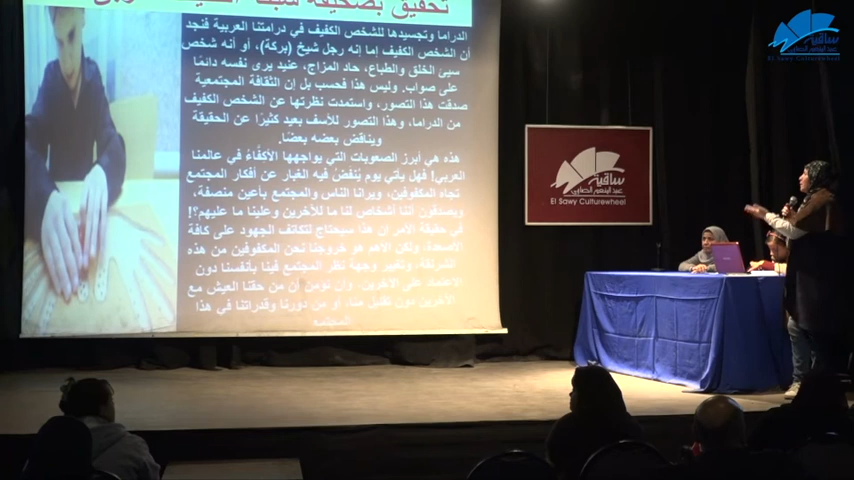 تحقيق بصحيفة
الدراما وتجسيدها للشخص الكفيف في درامتنا العربية فنجد
أن الشخص الكفيف إما إنه رجل شيخ (بركة)، أو أنه شخص
سيئ الخلق والطباع، حاد المزاج، عنيد يرى نفسه دائمًا
على صواب. وليس هذا فحسب بل إن الثقافة المجتمعية
صدقت هذا التصور، واستمدت نظرتها عن الشخص الكفيف
من الدراما، وهذا التصور للأسف بعيد كثيرًا عن الحقيقة
ويناقض بعضه بعضًا.
هذه هي أبرز الصعوبات التي يواجهها الأكفَّاءُ في عالمنا
العربي! فهل يأتي يوم يُنفضُ فيه الغبار عن أفكار المجتمع
تجاه المكفوفين، ويرانا الناس والمجتمع بأعين منصفة،
ويصدقون أننا أشخاص لنا ما للآخرين وعلينا ما عليهم؟!
في حقيقة الأمر إن هذا سيحتاج لتكاتف الجهود على كافة
الأصعدة، ولكن الأهم هو خروجنا نحن المكفوفين من هذه
الشرنقة، وتغيير وجهة نظر المجتمع فينا بأنفسنا دون
الاعتماد على الآخرين، وأن نؤمن أن من حقنا العيش مع
الآخرين دون تقليل منا، أو من دورنا وقدراتنا في هذا
المجتمع
ساقية
عبد المنعم الصاوي
El Sawy Culturewheel
ساقية
عبد المنعم الصاوي
El Sawy Culturewheel